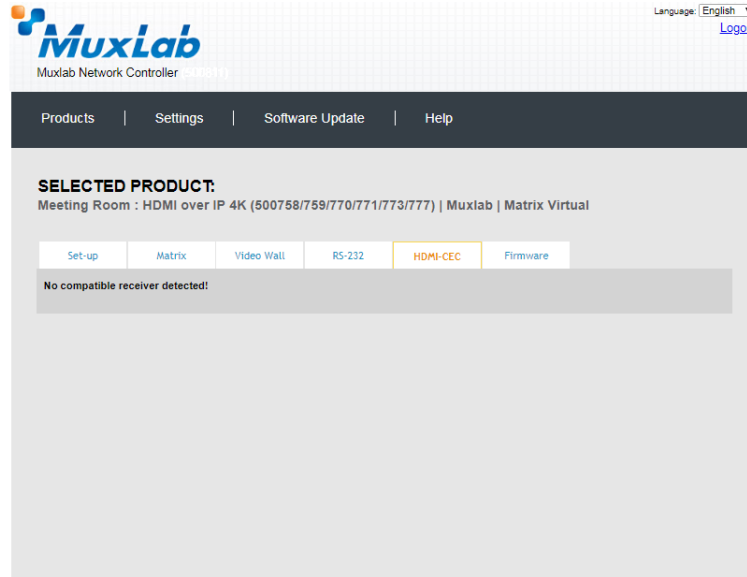 Language: English
Logo
MuxLab
Muxlab Network Controller (500811)
Products | Settings | Software Update | Help
SELECTED PRODUCT:
Meeting Room : HDMI over IP 4K (500758/759/770/771/773/777) | Muxlab | Matrix Virtual
Set-up Matrix Video Wall RS-232 HDMI-CEC Firmware
No compatible receiver detected!